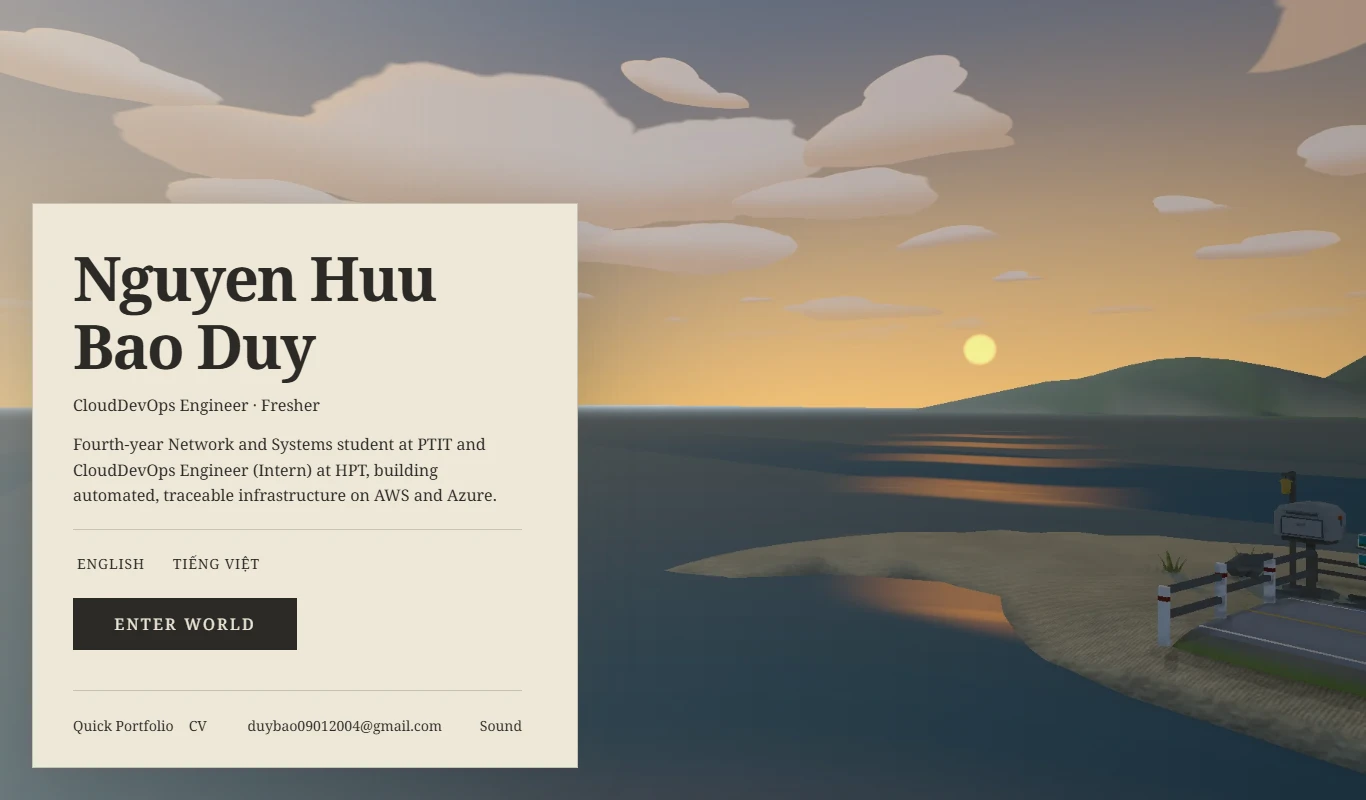 Nguyen Huu
Bao Duy
CloudDevOps Engineer · Fresher
Fourth-year Network and Systems student at PTIT and
CloudDevOps Engineer (Intern) at HPT, building
automated, traceable infrastructure on AWS and Azure.
ENGLISH TIẾNG VIỆT
ENTER WORLD
Quick Portfolio CV duybao09012004@gmail.com Sound